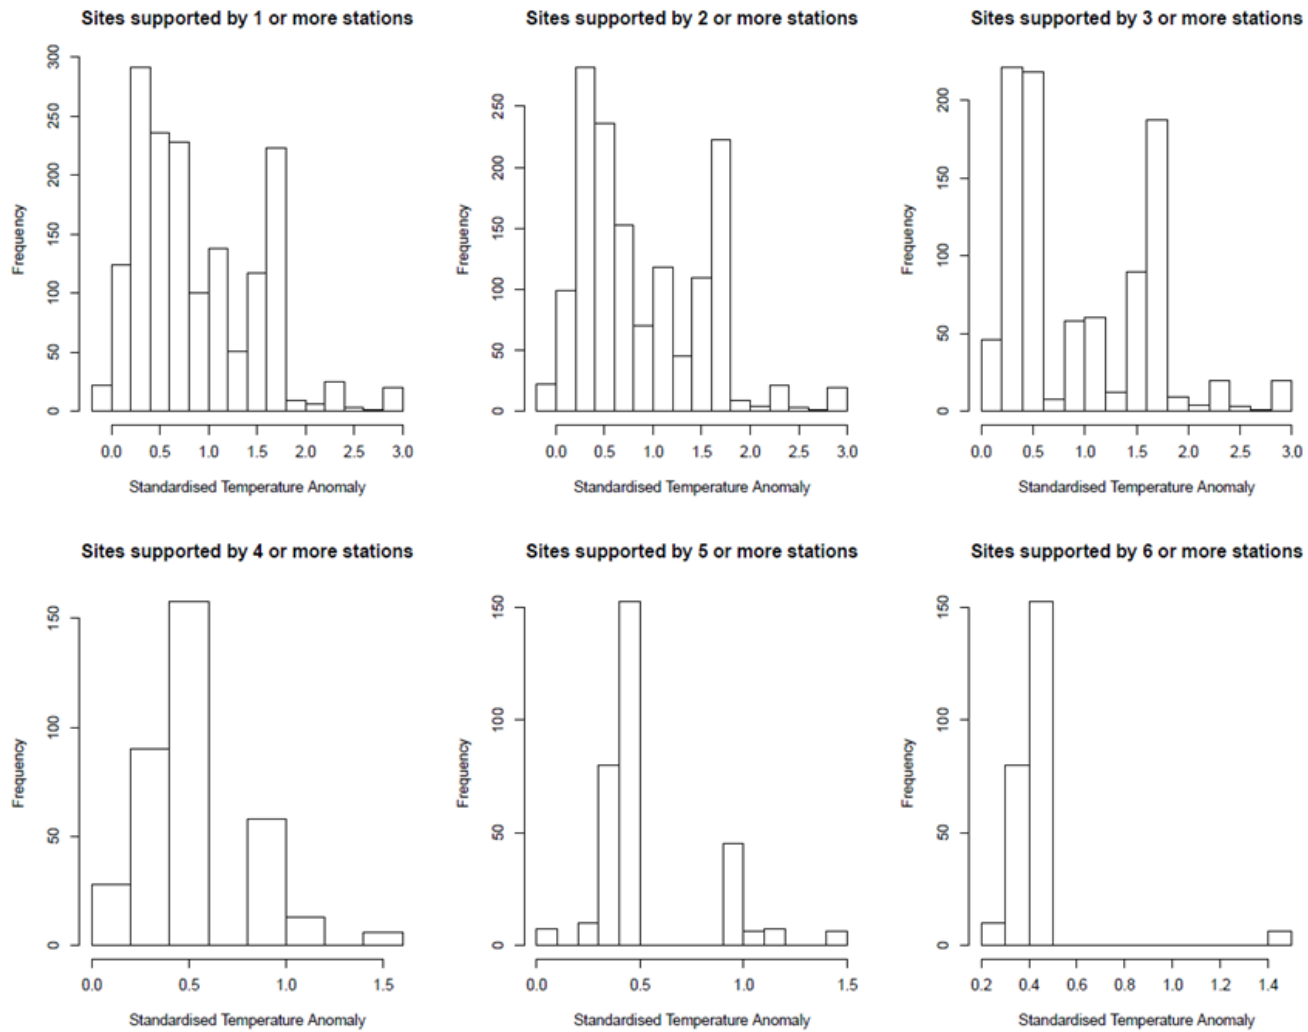 Sites supported by 1 or more stations
Frequency
0 50 100 150 200 250 300
0.0 0.5 1.0 1.5 2.0 2.5 3.0
Standardised Temperature Anomaly
Sites supported by 2 or more stations
Frequency
0 50 100 150 200 250
0.0 0.5 1.0 1.5 2.0 2.5 3.0
Standardised Temperature Anomaly
Sites supported by 3 or more stations
Frequency
0 50 100 150 200
0.0 0.5 1.0 1.5 2.0 2.5 3.0
Standardised Temperature Anomaly
Sites supported by 4 or more stations
Frequency
0 50 100 150
0.0 0.5 1.0 1.5
Standardised Temperature Anomaly
Sites supported by 5 or more stations
Frequency
0 50 100 150
0.0 0.5 1.0 1.5
Standardised Temperature Anomaly
Sites supported by 6 or more stations
Frequency
0 50 100 150
0.2 0.4 0.6 0.8 1.0 1.2 1.4
Standardised Temperature Anomaly